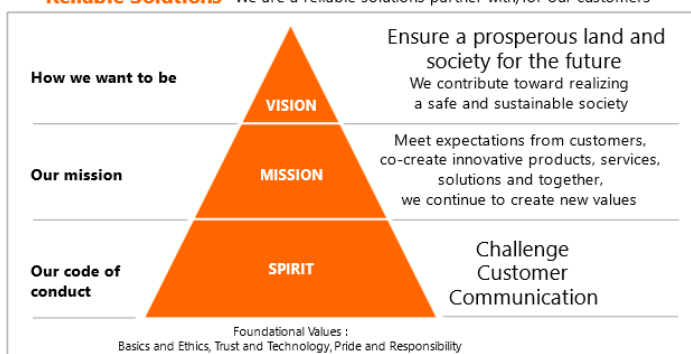 Reliable Solutions We are a reliable solutions partner with/for our customers
How we want to be
VISION
Ensure a prosperous land and
society for the future
We contribute toward realizing
a safe and sustainable society
Our mission
MISSION
Meet expectations from customers,
co-create innovative products, services,
solutions and together,
we continue to create new values
Our code of
conduct
SPIRIT
Challenge
Customer
Communication
Foundational Values :
Basics and Ethics, Trust and Technology, Pride and Responsibility